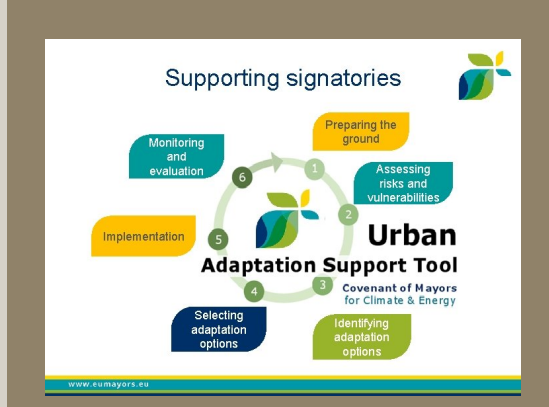 Supporting signatories
Preparing the
ground
Monitoring
and
evaluation
Assessing
risks and
vulnerabilities
6
1
2
Implementation
5
Urban
Adaptation Support Tool
4
3
Covenant of Mayors
for Climate & Energy
Selecting
adaptation
options
Identifying
adaptation
options
www.eumayors.eu